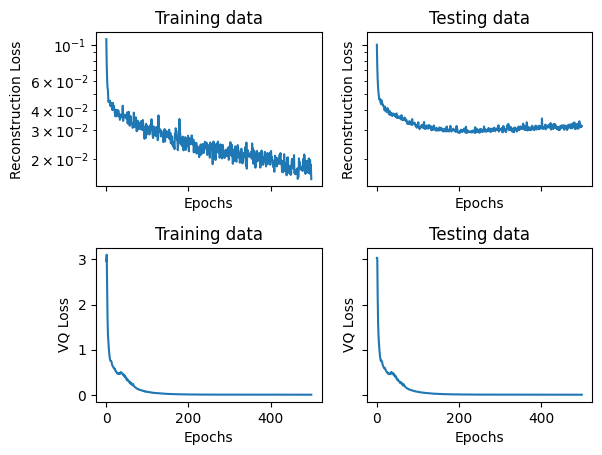 Training data
Testing data
Reconstruction Loss
10⁻¹
6 × 10⁻²
4 × 10⁻²
3 × 10⁻²
2 × 10⁻²
Reconstruction Loss
Epochs
Epochs
Training data
Testing data
VQ Loss
3
2
1
0
VQ Loss
0
200
400
0
200
400
Epochs
Epochs